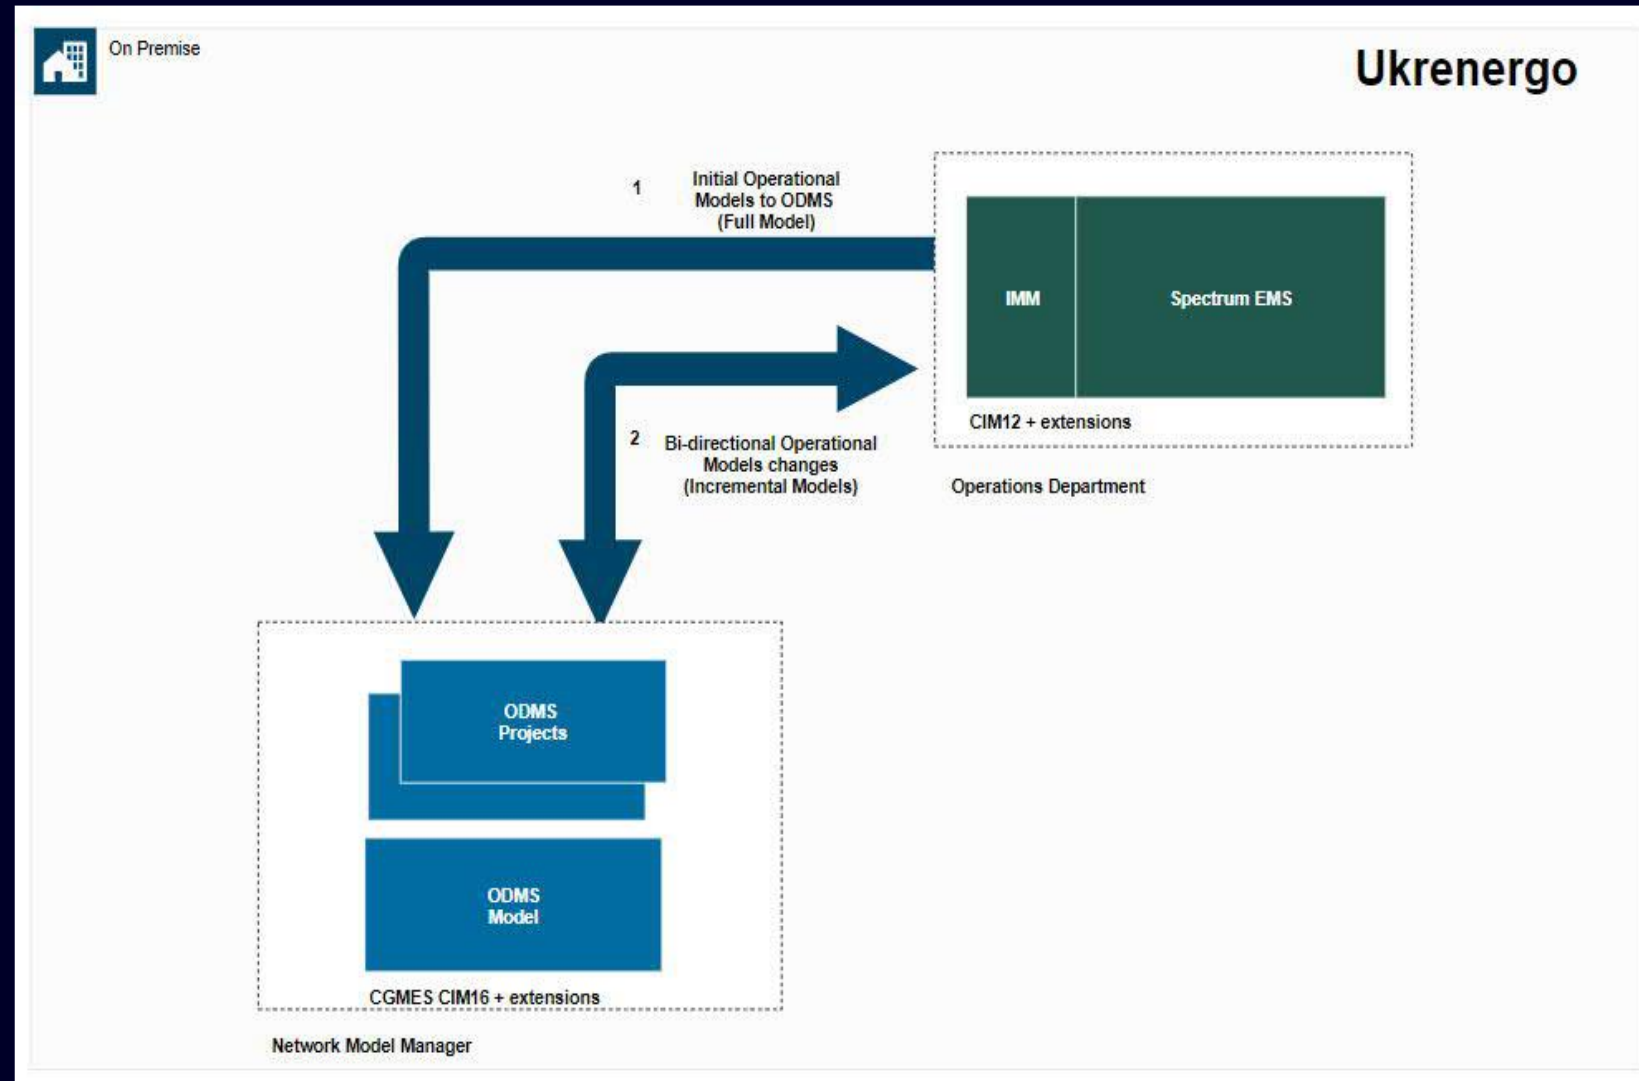 On Premise
Ukrenergo
1
Initial Operational
Models to ODMS
(Full Model)
IMM
Spectrum EMS
CIM12 + extensions
Operations Department
2
Bi-directional Operational
Models changes
(Incremental Models)
ODMS
Projects
ODMS
Model
CGMES CIM16 + extensions
Network Model Manager